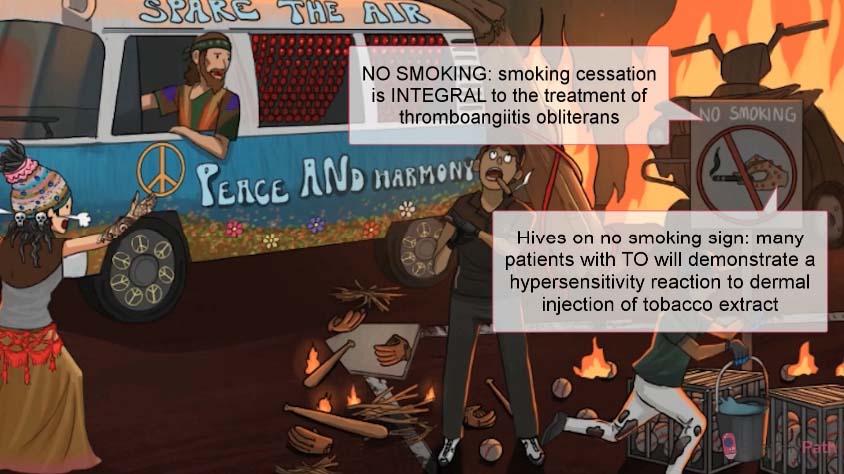 SPARE THE AIR
NO SMOKING: smoking cessation
is INTEGRAL to the treatment of
thromboangiitis obliterans
NO SMOKING
PEACE AND HARMONY
Hives on no smoking sign: many
patients with TO will demonstrate a
hypersensitivity reaction to dermal
injection of tobacco extract
Path